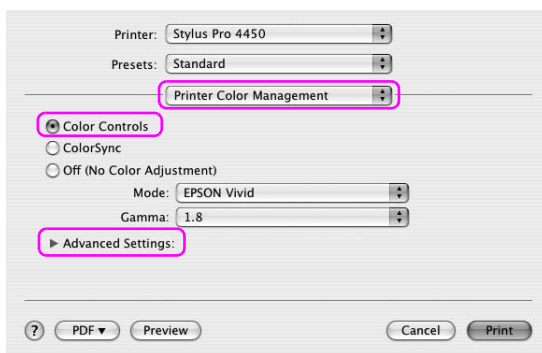 Printer: Stylus Pro 4450
Presets: Standard
Printer Color Management
Color Controls
ColorSync
Off (No Color Adjustment)
Mode: EPSON Vivid
Gamma: 1.8
Advanced Settings:
? PDF Preview Cancel Print